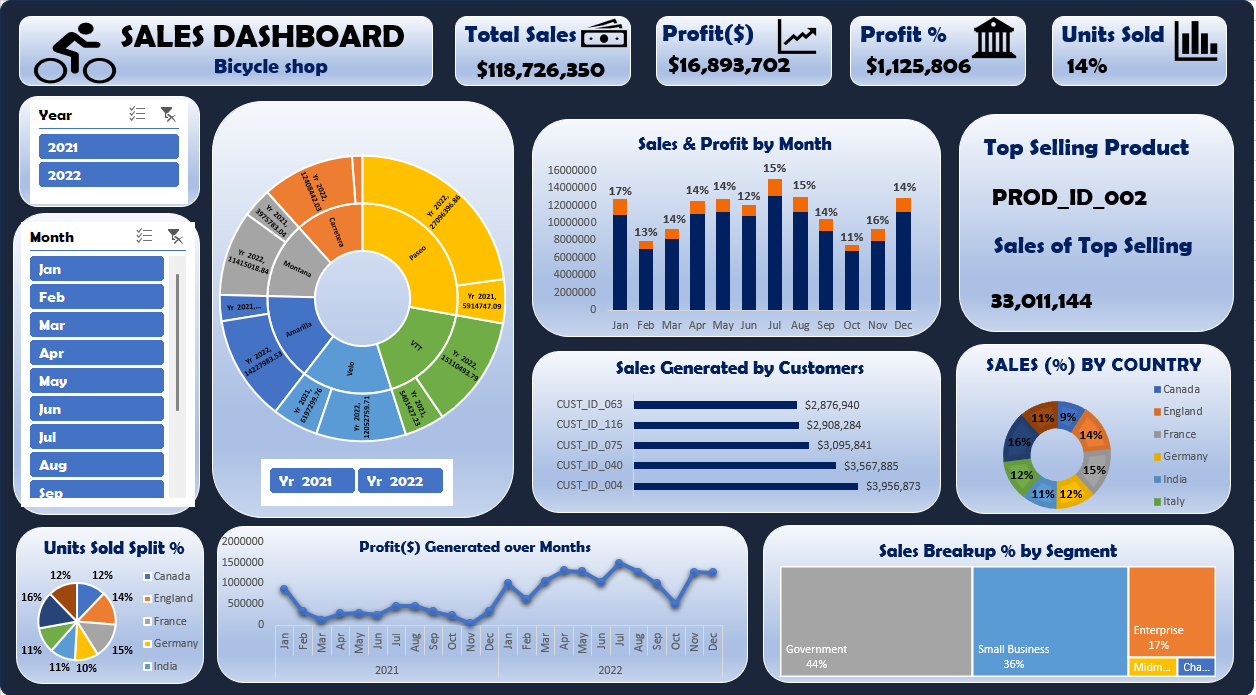 SALES DASHBOARD
Bicycle shop
Total Sales
$118,726,350
Profit($)
$16,893,702
Profit %
$1,125,806
Units Sold
14%
Year
2021
2022
Month
Jan
Feb
Mar
Apr
May
Jun
Jul
Aug
Sep
Paseo
Yr 2022,
27096396.86
Yr 2021,
5914747.09
VTT
Yr 2022,
15110493.79
Yr 2021,
5401427.23
Velo
Yr 2022,
12052759.71
Yr 2021,
6197299.76
Amarilla
Yr 2022,
14227983.53
Yr 2021,...
Montana
Yr 2022,
11415018.84
Yr 2021,
3975783.04
Carretera
Yr 2022,
12408442.03
Yr 2021
Yr 2022
Sales & Profit by Month
16000000
14000000
12000000
10000000
8000000
6000000
4000000
2000000
0
17%
13%
14%
14%
14%
12%
15%
15%
14%
11%
16%
14%
Jan Feb Mar Apr May Jun Jul Aug Sep Oct Nov Dec
Top Selling Product
PROD_ID_002
Sales of Top Selling
33,011,144
Sales Generated by Customers
CUST_ID_063 $2,876,940
CUST_ID_116 $2,908,284
CUST_ID_075 $3,095,841
CUST_ID_040 $3,567,885
CUST_ID_004 $3,956,873
SALES (%) BY COUNTRY
9%
14%
15%
12%
11%
12%
16%
11%
Canada
England
France
Germany
India
Italy
Units Sold Split %
12%
14%
15%
10%
11%
11%
16%
12%
Canada
England
France
Germany
India
Profit($) Generated over Months
2000000
1500000
1000000
500000
0
Jan Feb Mar Apr May Jun Jul Aug Sep Oct Nov Dec Jan Feb Mar Apr May Jun Jul Aug Sep Oct Nov Dec
2021 2022
Sales Breakup % by Segment
Government
44%
Small Business
36%
Enterprise
17%
Midm...
Cha...